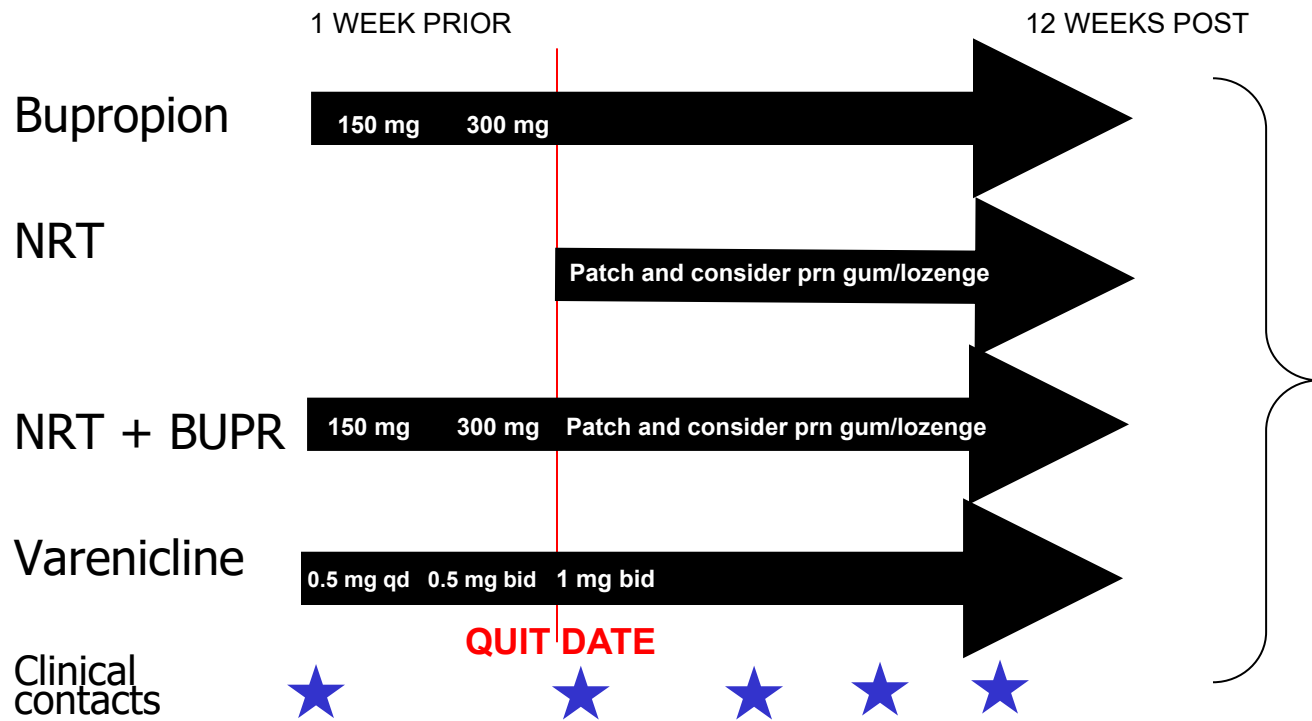 1 WEEK PRIOR
12 WEEKS POST
Bupropion
150 mg
300 mg
NRT
Patch and consider prn gum/lozenge
NRT + BUPR
150 mg
300 mg
Patch and consider prn gum/lozenge
Varenicline
0.5 mg qd
0.5 mg bid
1 mg bid
QUIT DATE
Clinical
contacts